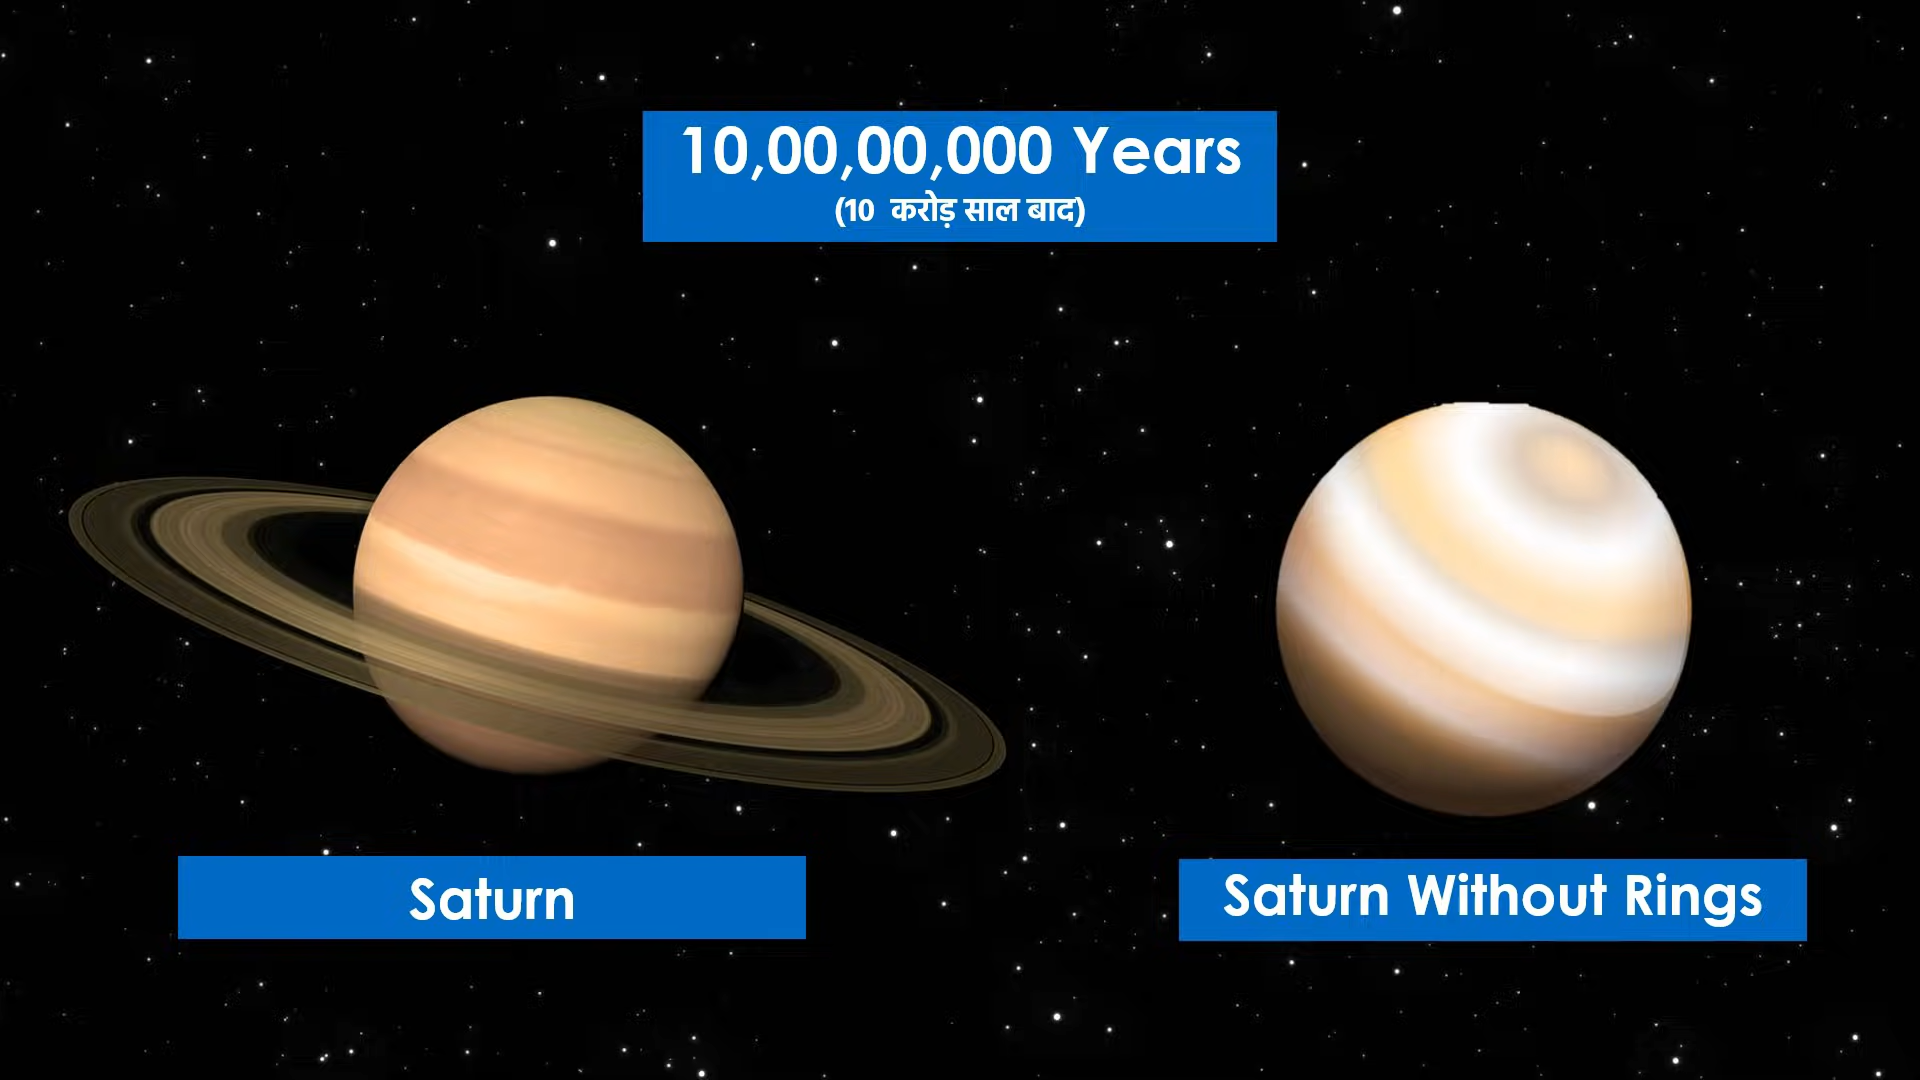 10,00,00,000 Years
(10 करोड़ साल बाद)
Saturn
Saturn Without Rings